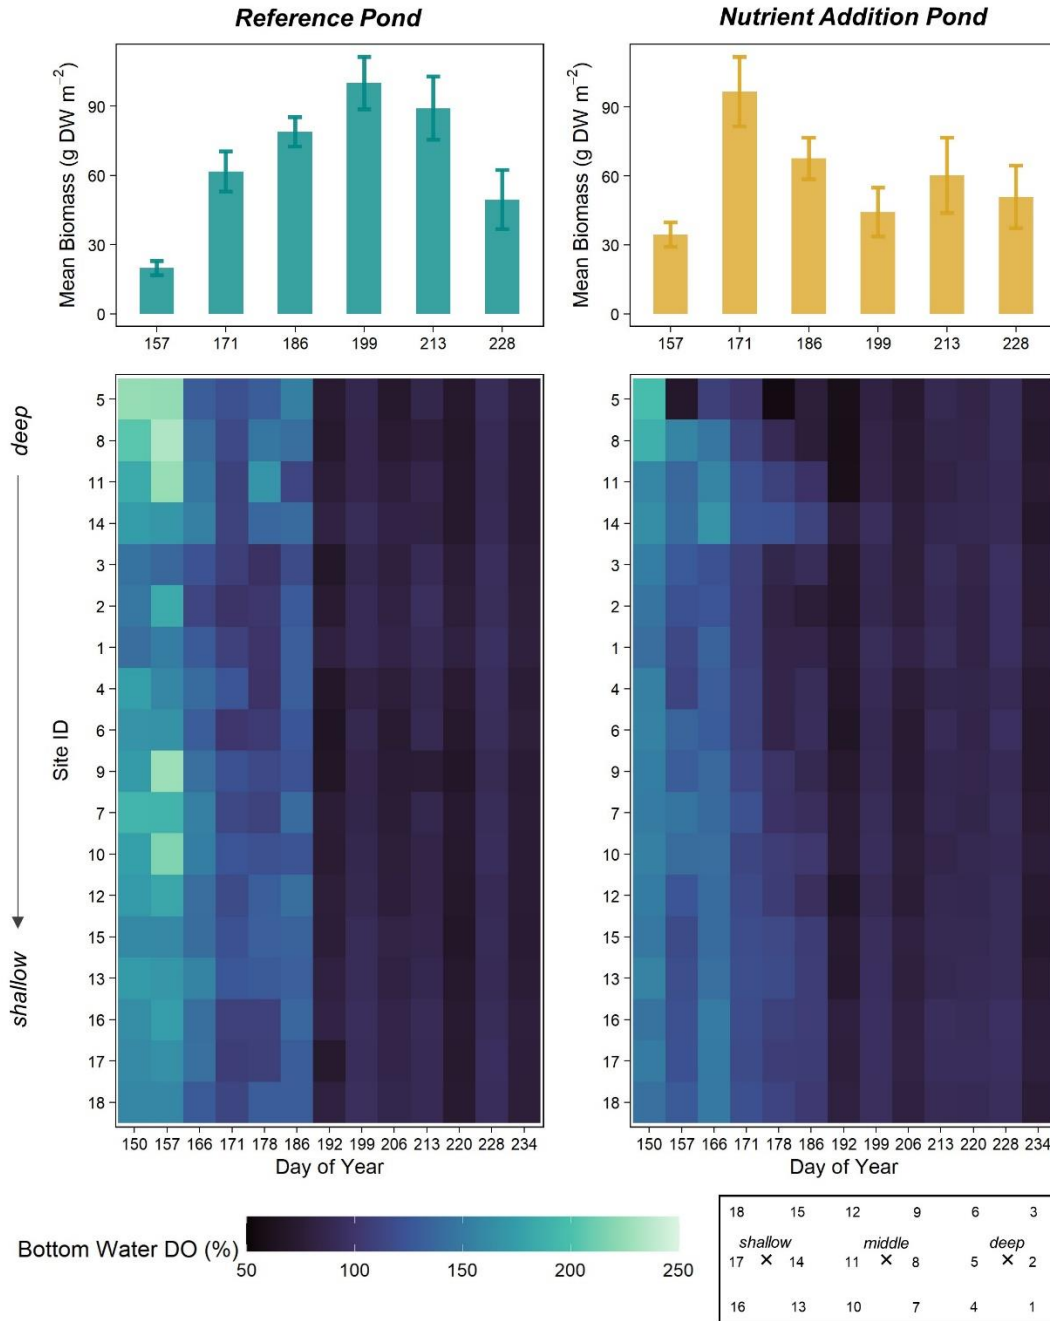 Reference Pond
Nutrient Addition Pond
Mean Biomass (g DW m⁻²)
90
60
30
0
157 171 186 199 213 228
Mean Biomass (g DW m⁻²)
90
60
30
0
157 171 186 199 213 228
deep
shallow
Site ID
5
8
11
14
3
2
1
4
6
9
7
10
12
15
13
16
17
18
150 157 166 171 178 186 192 199 206 213 220 228 234
Day of Year
5
8
11
14
3
2
1
4
6
9
7
10
12
15
13
16
17
18
150 157 166 171 178 186 192 199 206 213 220 228 234
Day of Year
Bottom Water DO (%)
50 100 150 200 250
18 15 12 9 6 3
shallow middle deep
17 × 14 11 × 8 5 × 2
16 13 10 7 4 1